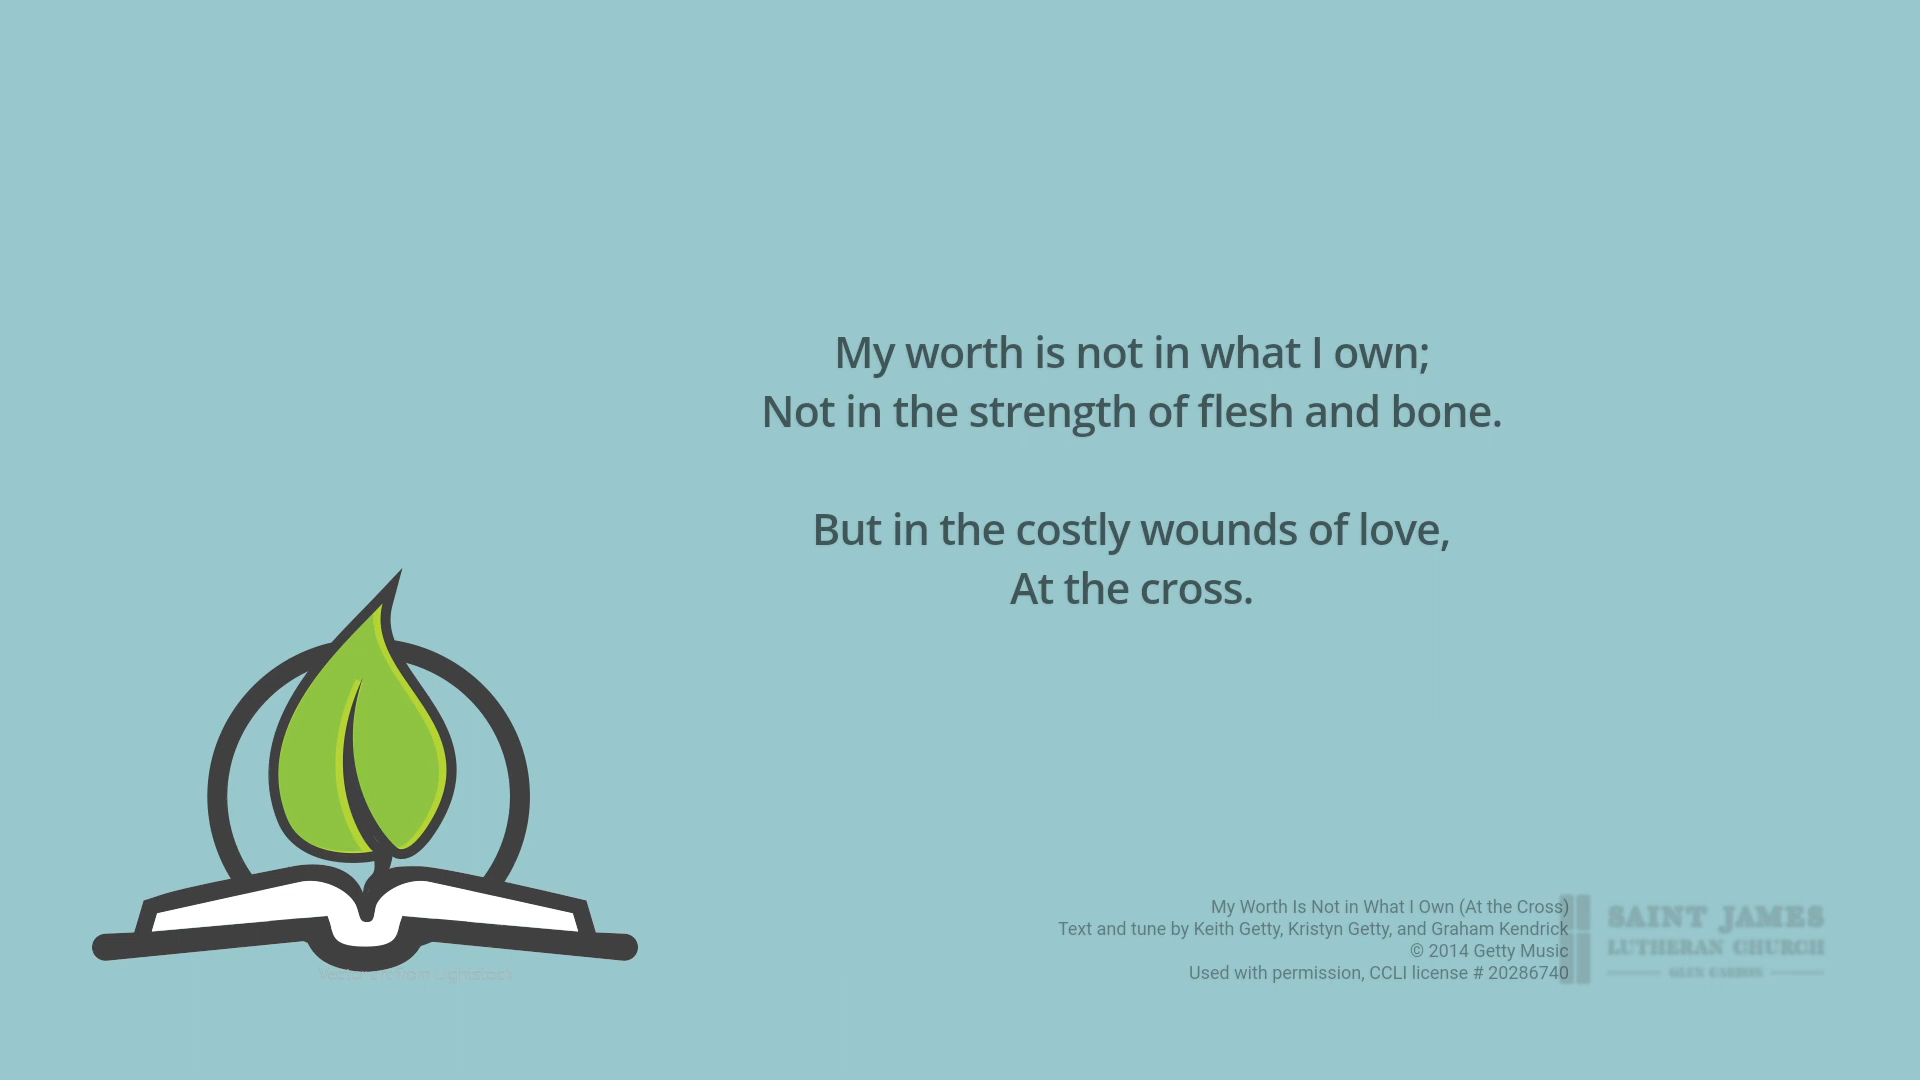 My worth is not in what I own;
Not in the strength of flesh and bone.
But in the costly wounds of love,
At the cross.
My Worth Is Not in What I Own (At the Cross)
Text and tune by Keith Getty, Kristyn Getty, and Graham Kendrick
© 2014 Getty Music
Used with permission, CCLI license # 20286740
SAINT JAMES
LUTHERAN CHURCH